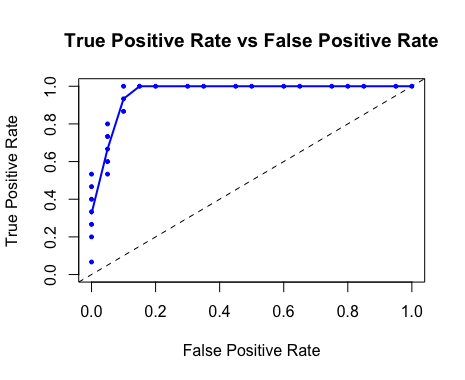 True Positive Rate vs False Positive Rate
True Positive Rate
1.0
0.8
0.6
0.4
0.2
0.0
0.0 0.2 0.4 0.6 0.8 1.0
False Positive Rate